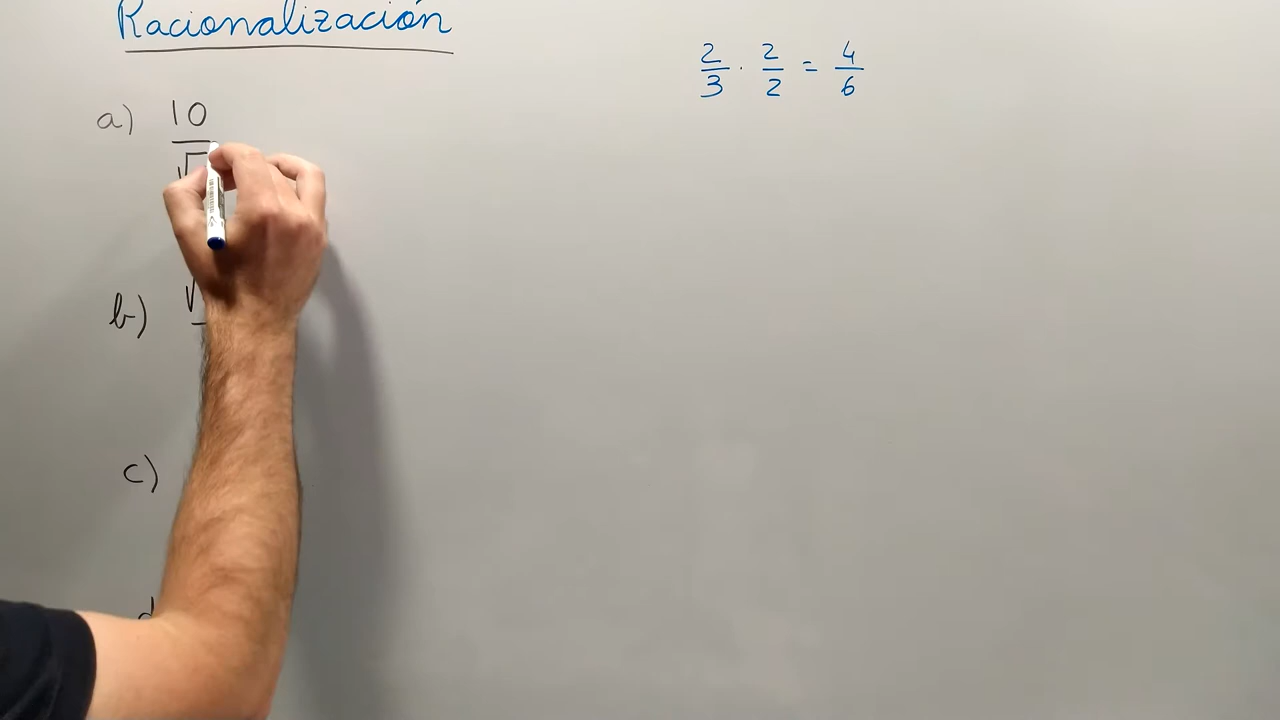 Racionalización
2/3 · 2/2 = 4/6
a) 10/√
b) √
c)
d